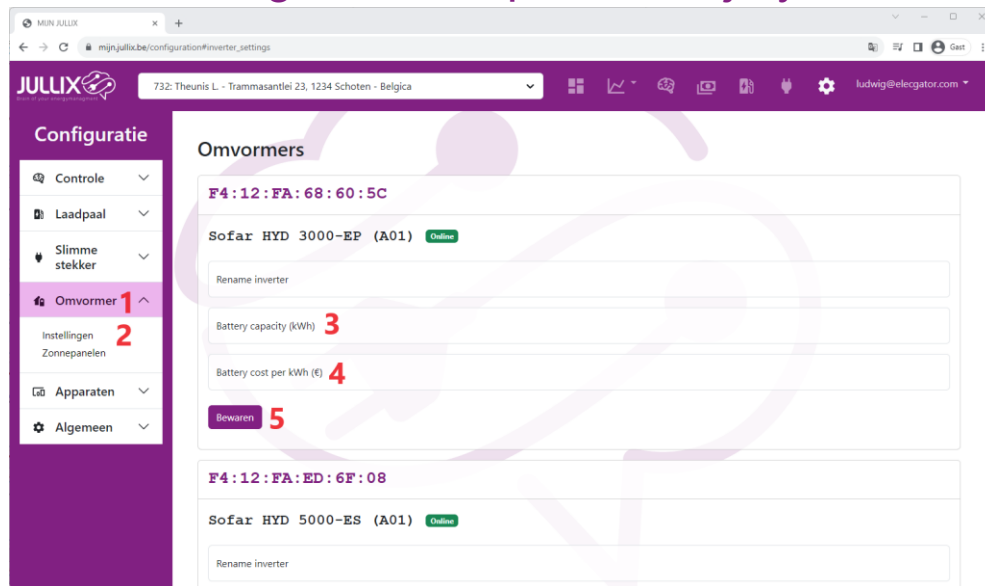 MIJN JULLIX
mijn.jullix.be/configuration#inverter_settings
Gast
JULLIX
732: Theunis L. - Trammasantlei 23, 1234 Schoten - Belgica
ludwig@elecgator.com
Configuratie
Controle
Laadpaal
Slimme
stekker
Omvormer 1
Instellingen 2
Zonnepanelen
Apparaten
Algemeen
Omvormers
F4:12:FA:68:60:5C
Sofar HYD 3000-EP (A01) Online
Rename inverter
Battery capacity (kWh) 3
Battery cost per kWh (€) 4
Bewaren 5
F4:12:FA:ED:6F:08
Sofar HYD 5000-ES (A01) Online
Rename inverter